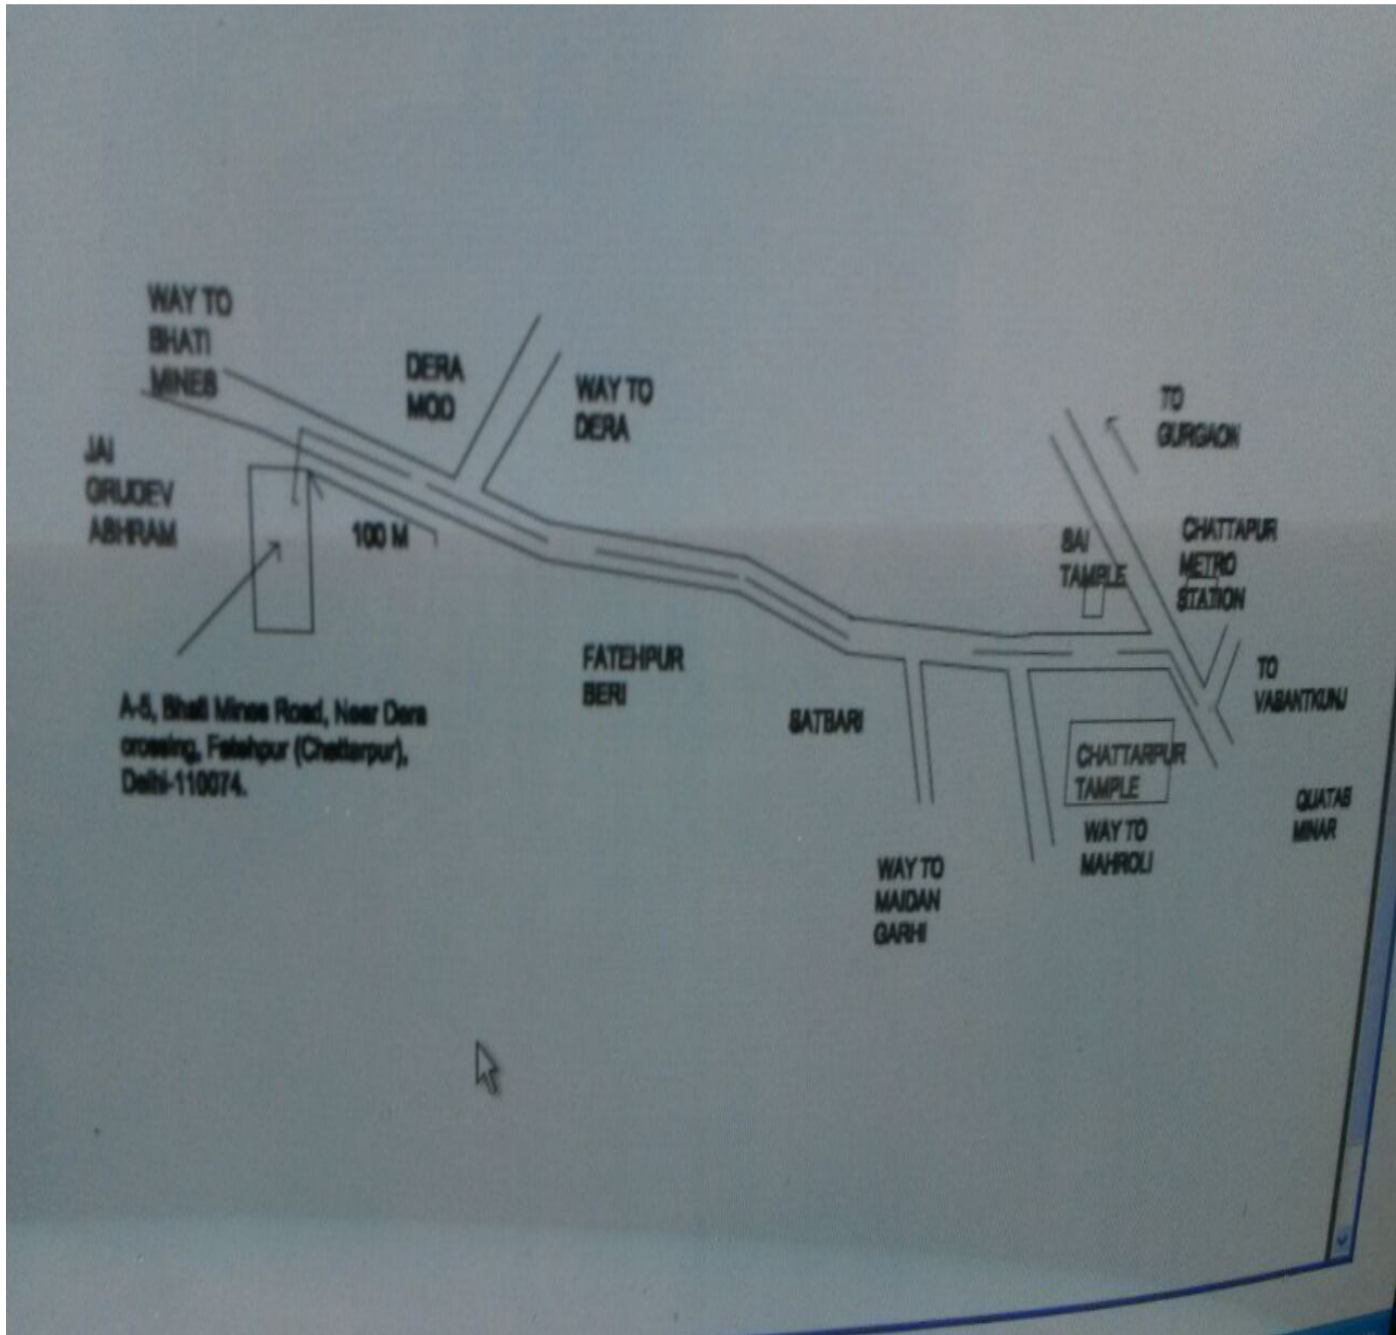 WAY TO
BHATI
MINES
DERA
MOD
WAY TO
DERA
TO
GURGAON
JAI
GRUDEV
ASHRAM
100 M
SAI
TAMPLE
CHATTAPUR
METRO
STATION
FATEHPUR
BERI
TO
VASANTKUNJ
A-5, Bhati Mines Road, Near Dera
crossing, Fatehpur (Chattarpur),
Delhi-110074.
SATBARI
CHATTARPUR
TAMPLE
QUATAB
MINAR
WAY TO
MAHROLI
WAY TO
MAIDAN
GARHI